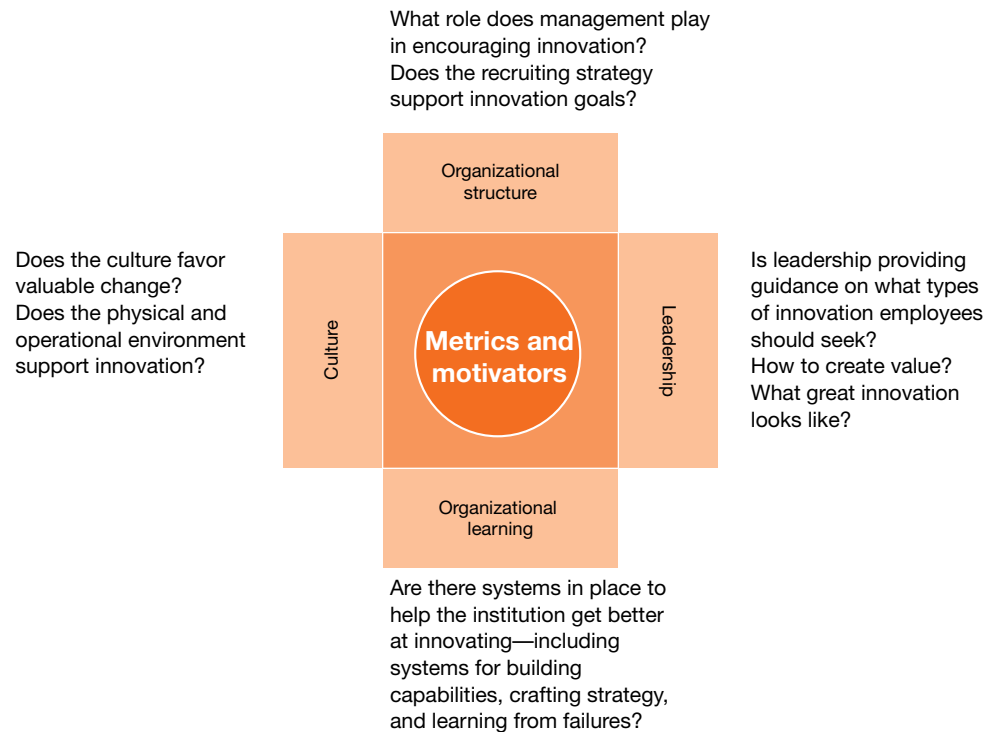 What role does management play
in encouraging innovation?
Does the recruiting strategy
support innovation goals?
Organizational
structure
Does the culture favor
valuable change?
Does the physical and
operational environment
support innovation?
Culture
Metrics and
motivators
Leadership
Is leadership providing
guidance on what types
of innovation employees
should seek?
How to create value?
What great innovation
looks like?
Organizational
learning
Are there systems in place to
help the institution get better
at innovating—including
systems for building
capabilities, crafting strategy,
and learning from failures?